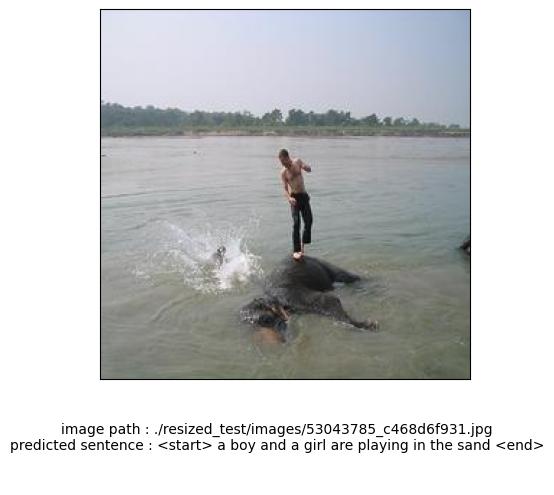 image path : ./resized_test/images/53043785_c468d6f931.jpg
predicted sentence : <start> a boy and a girl are playing in the sand <end>